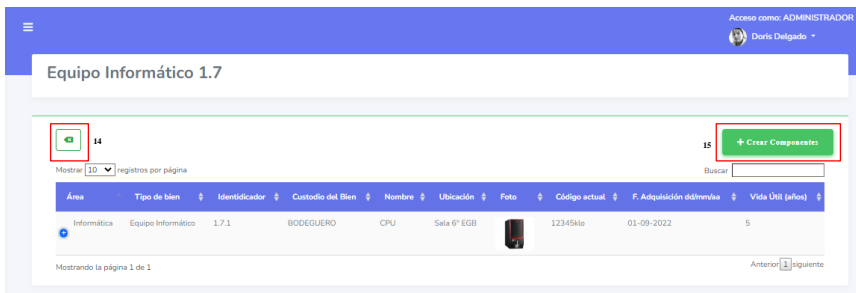 Acceso como: ADMINISTRADOR
Doris Delgado
Equipo Informático 1.7
14
15 + Crear Componentes
Mostrar 10 registros por página
Buscar
Área Tipo de bien Identidicador Custodio del Bien Nombre Ubicación Foto Código actual F. Adquisición dd/mm/aa Vida Útil (años)
Informática Equipo Informático 1.7.1 BODEGUERO CPU Sala 6° EGB 12345klo 01-09-2022 5
Mostrando la página 1 de 1
Anterior 1 siguiente